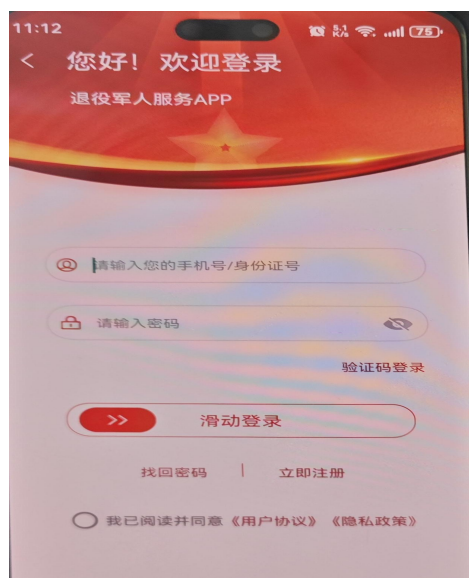 11:12 5.1 K/s 75
您好！欢迎登录
退役军人服务APP
请输入您的手机号/身份证号
请输入密码
验证码登录
滑动登录
找回密码 | 立即注册
我已阅读并同意《用户协议》《隐私政策》